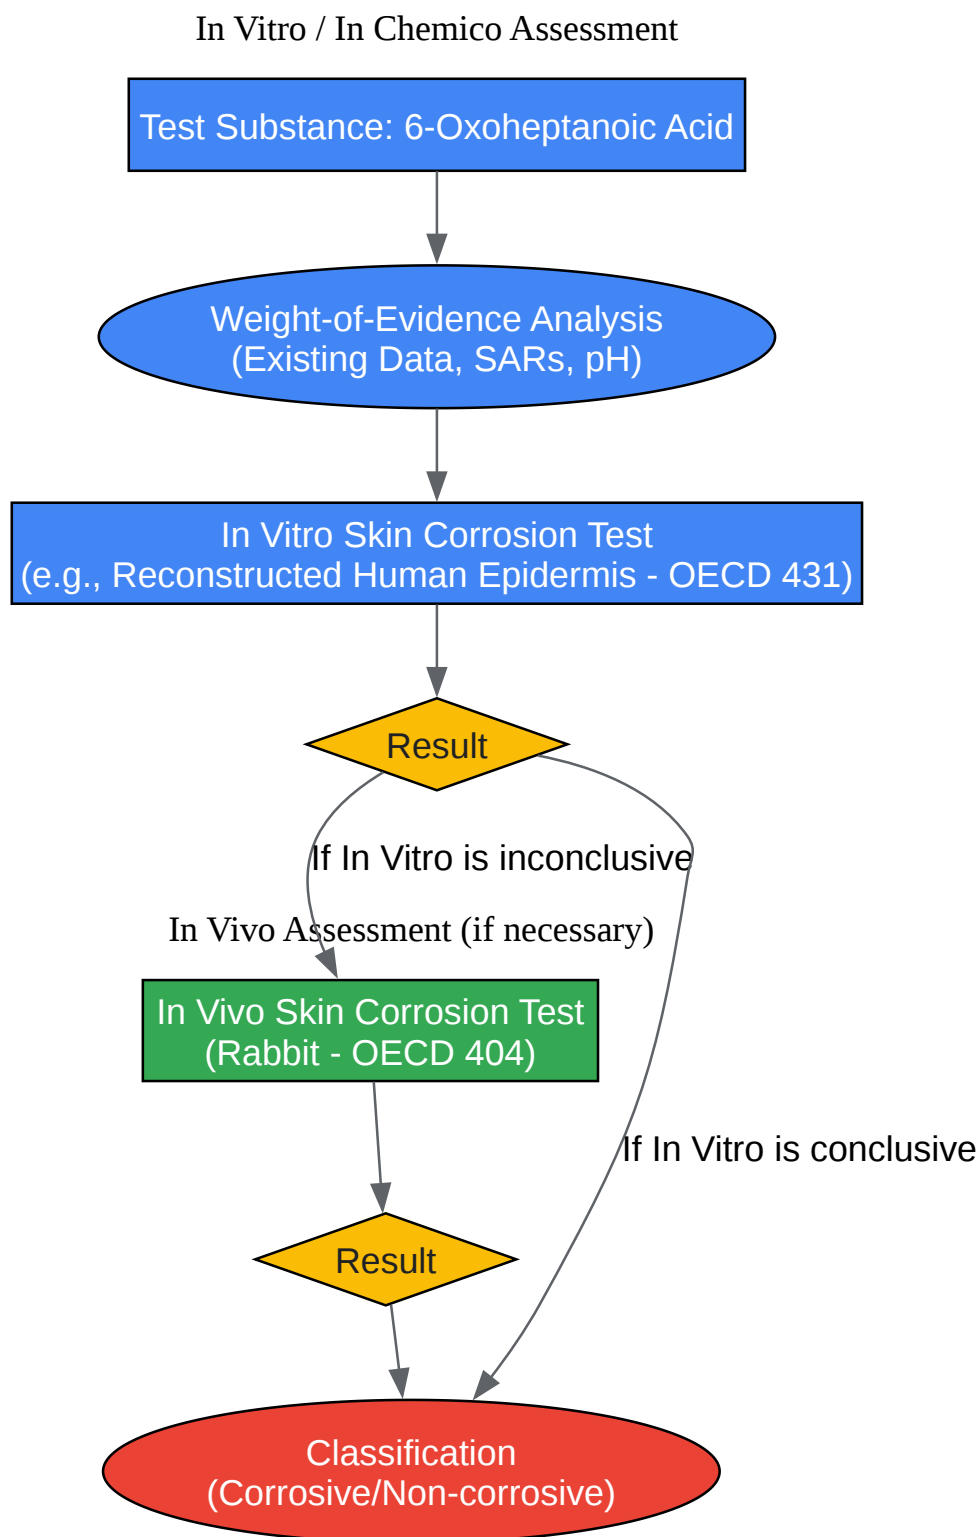 In Vitro / In Chemico Assessment
Test Substance: 6-Oxoheptanoic Acid
Weight-of-Evidence Analysis
(Existing Data, SARs, pH)
In Vitro Skin Corrosion Test
(e.g., Reconstructed Human Epidermis - OECD 431)
Result
If In Vitro is inconclusive
In Vivo Assessment (if necessary)
In Vivo Skin Corrosion Test
(Rabbit - OECD 404)
If In Vitro is conclusive
Result
Classification
(Corrosive/Non-corrosive)